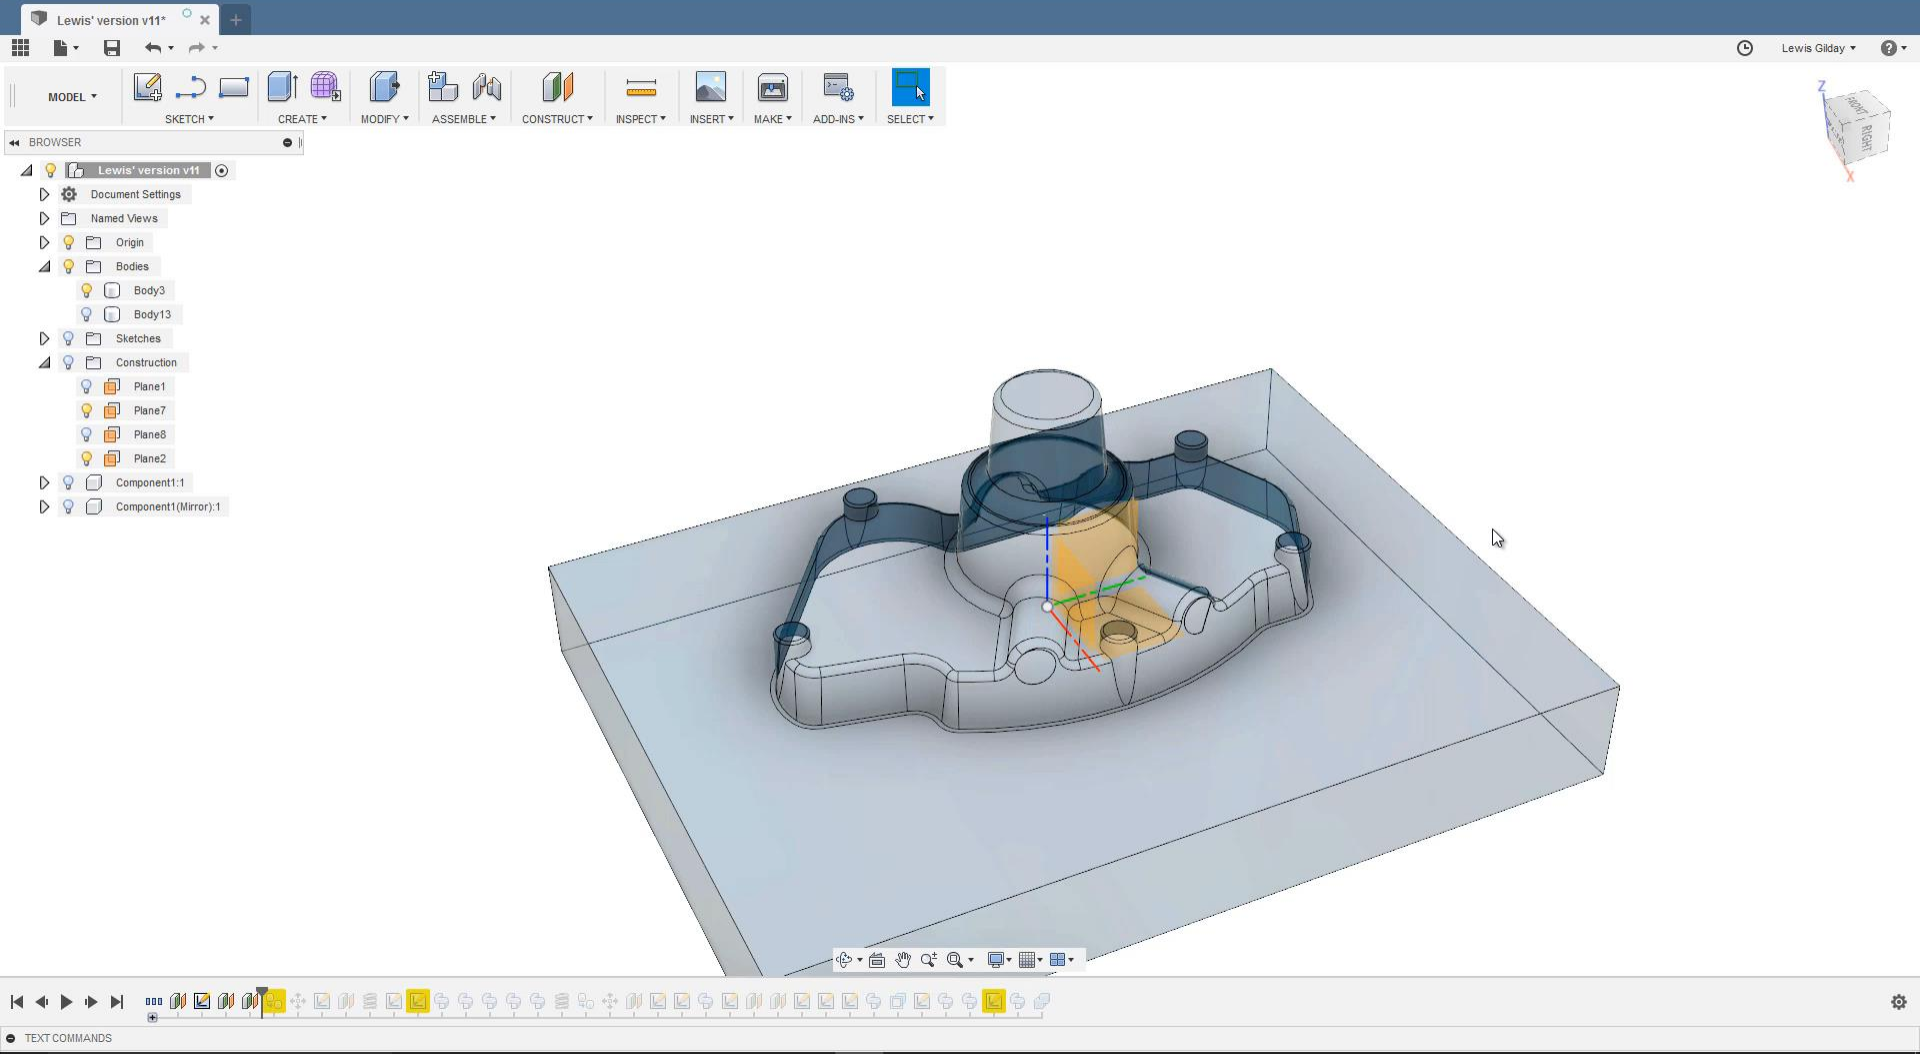 Lewis' version v11*
Lewis Gilday
MODEL
SKETCH
CREATE
MODIFY
ASSEMBLE
CONSTRUCT
INSPECT
INSERT
MAKE
ADD-INS
SELECT
Z
FRONT
RIGHT
X
BROWSER
Lewis' version v11
Document Settings
Named Views
Origin
Bodies
Body3
Body13
Sketches
Construction
Plane1
Plane7
Plane8
Plane2
Component1:1
Component1(Mirror):1
TEXT COMMANDS